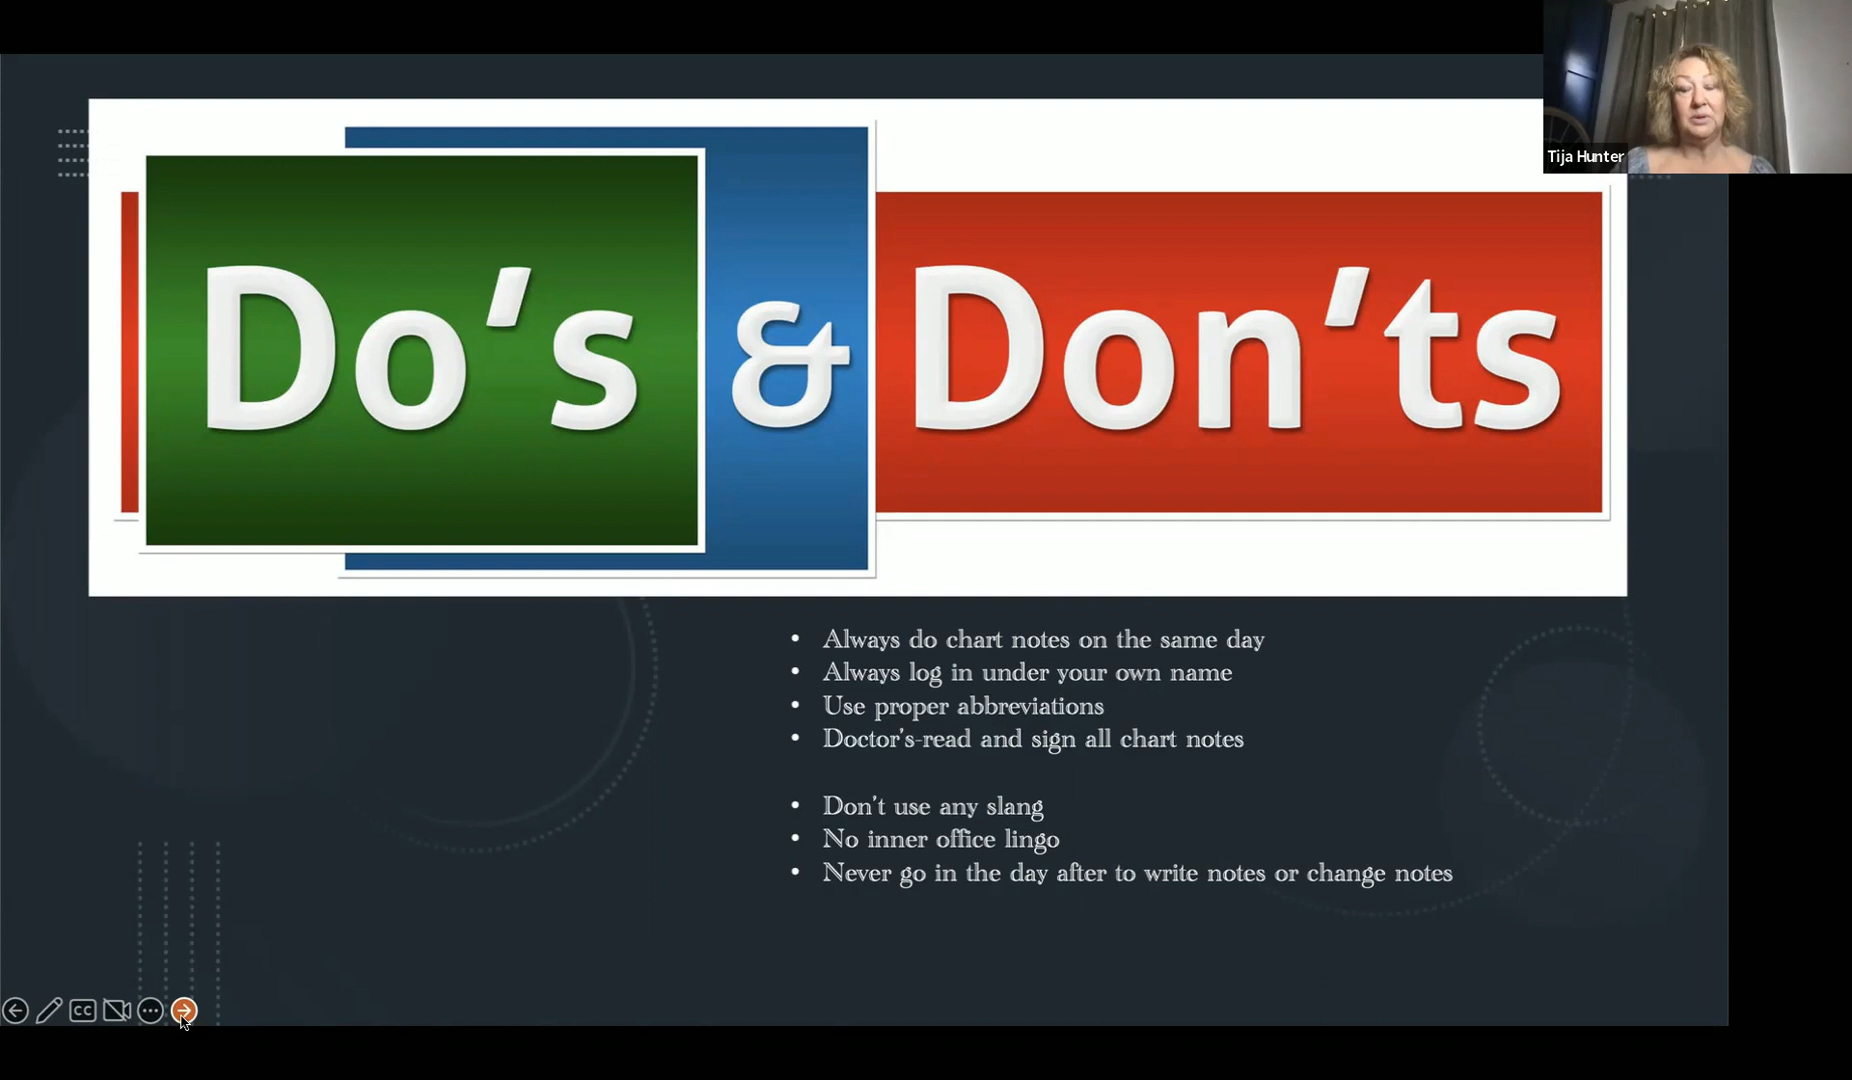 Do's & Don'ts
Tija Hunter
• Always do chart notes on the same day
• Always log in under your own name
• Use proper abbreviations
• Doctor's-read and sign all chart notes
• Don't use any slang
• No inner office lingo
• Never go in the day after to write notes or change notes
CC